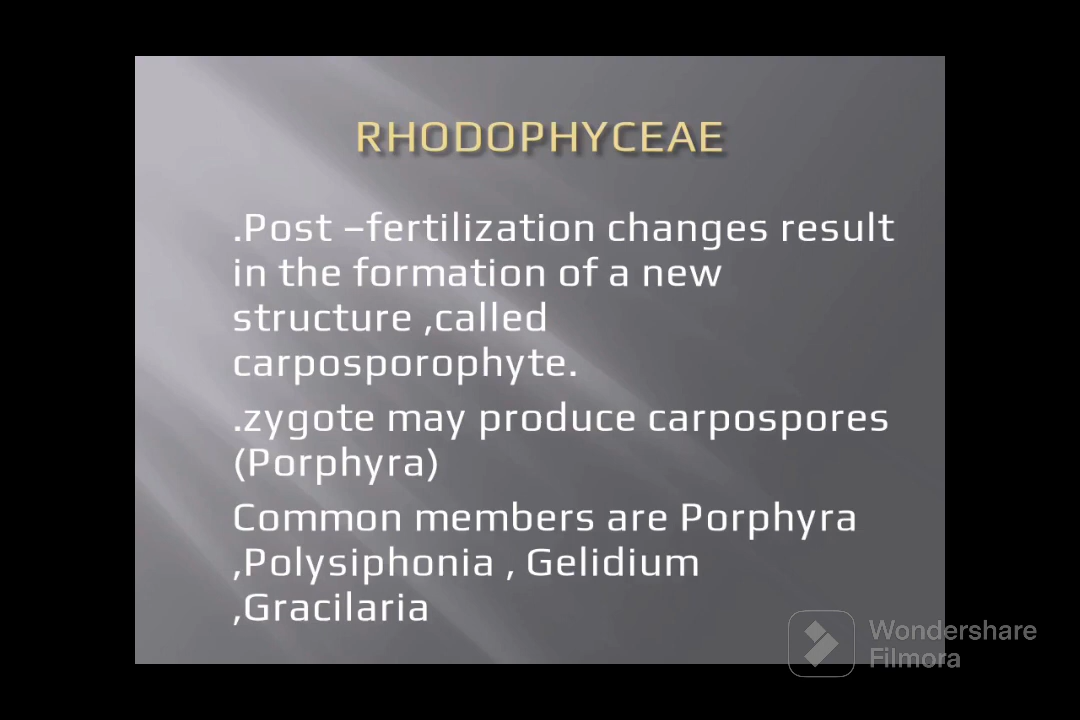 RHODOPHYCEAE
.Post –fertilization changes result
in the formation of a new
structure ,called
carposporophyte.
.zygote may produce carpospores
(Porphyra)
Common members are Porphyra
,Polysiphonia , Gelidium
,Gracilaria
Wondershare
Filmora